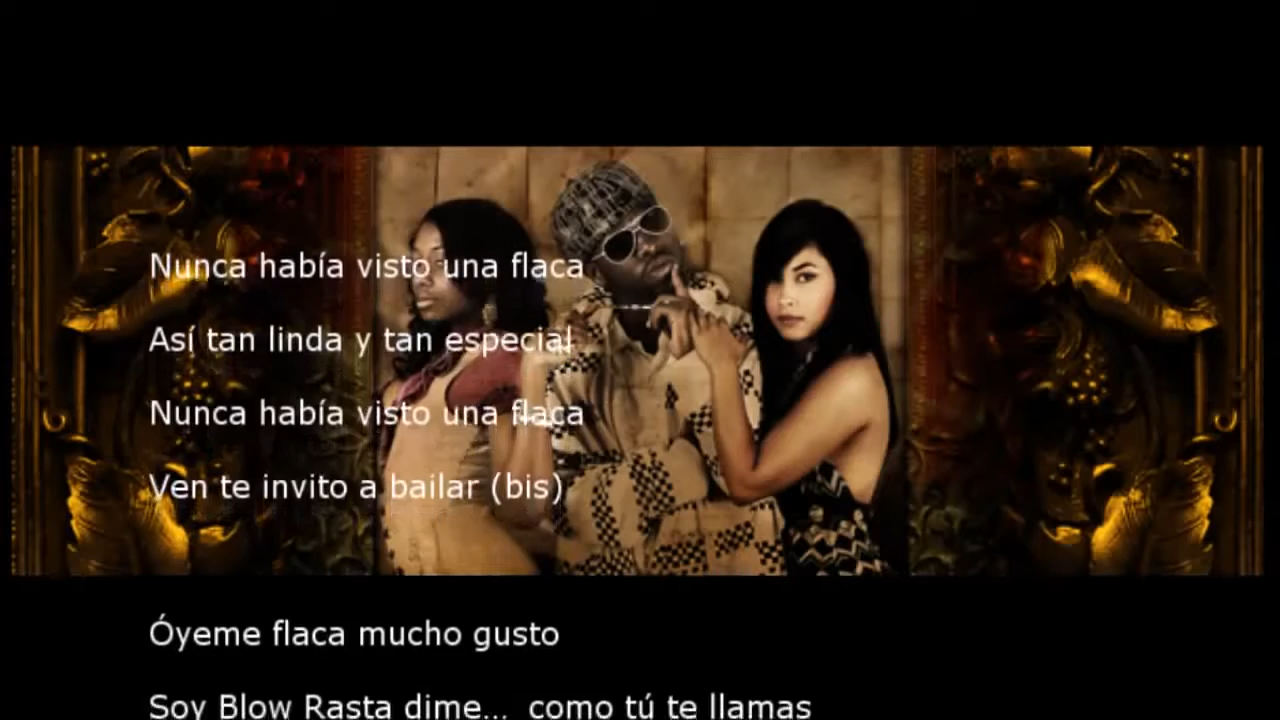 Nunca había visto una flaca
Así tan linda y tan especial
Nunca había visto una flaca
Ven te invito a bailar (bis)
Óyeme flaca mucho gusto
Soy Blow Rasta dime... como tú te llamas